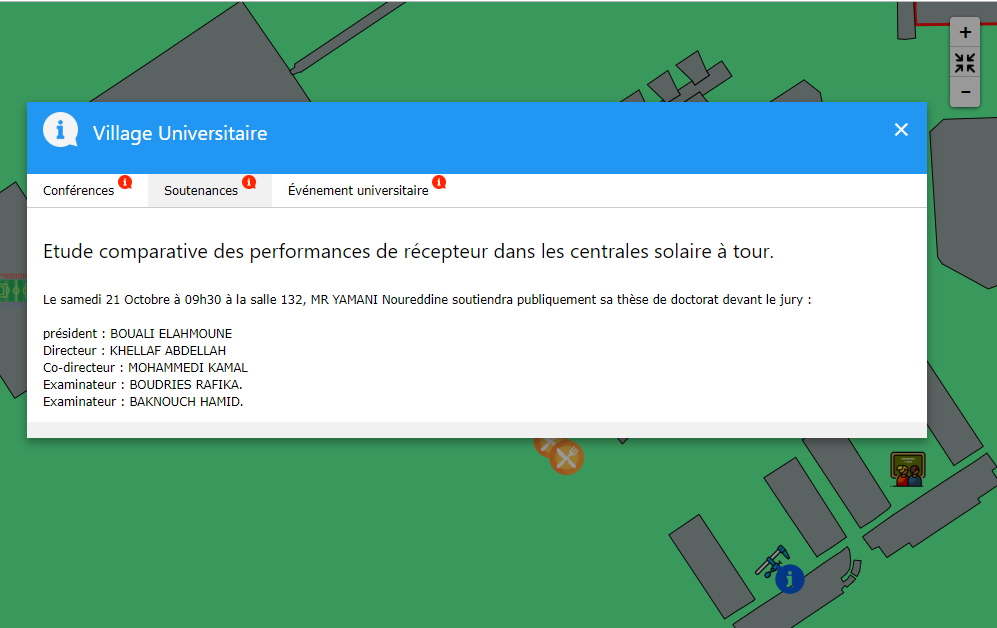 +
Village Universitaire
×
−
Conférences
Soutenances
Événement universitaire
Etude comparative des performances de récepteur dans les centrales solaire à tour.
Le samedi 21 Octobre à 09h30 à la salle 132, MR YAMANI Noureddine soutiendra publiquement sa thèse de doctorat devant le jury :
président : BOUALI ELAHMOUNE
Directeur : KHELLAF ABDELLAH
Co-directeur : MOHAMMEDI KAMAL
Examinateur : BOUDRIES RAFIKA.
Examinateur : BAKNOUCH HAMID.